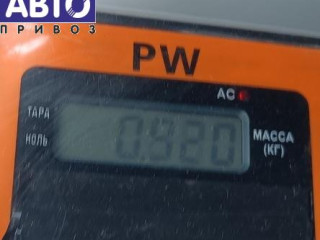 АВТО
ПРИВОЗ
PW
AC
ТАРА
НОЛЬ
0.920
МАССА
(КГ)